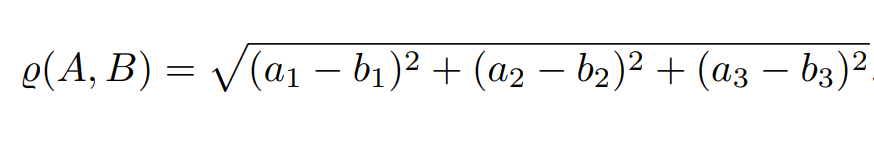 ϱ(A, B) = √(a₁ − b₁)² + (a₂ − b₂)² + (a₃ − b₃)².